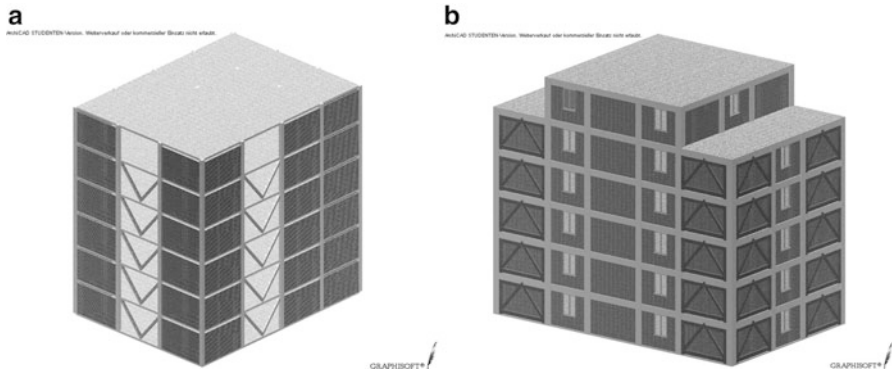 a
ArchiCAD STUDENTEN-Version. Weiterverkauf oder kommerzieller Einsatz nicht erlaubt.
GRAPHISOFT®
b
ArchiCAD STUDENTEN-Version. Weiterverkauf oder kommerzieller Einsatz nicht erlaubt.
GRAPHISOFT®